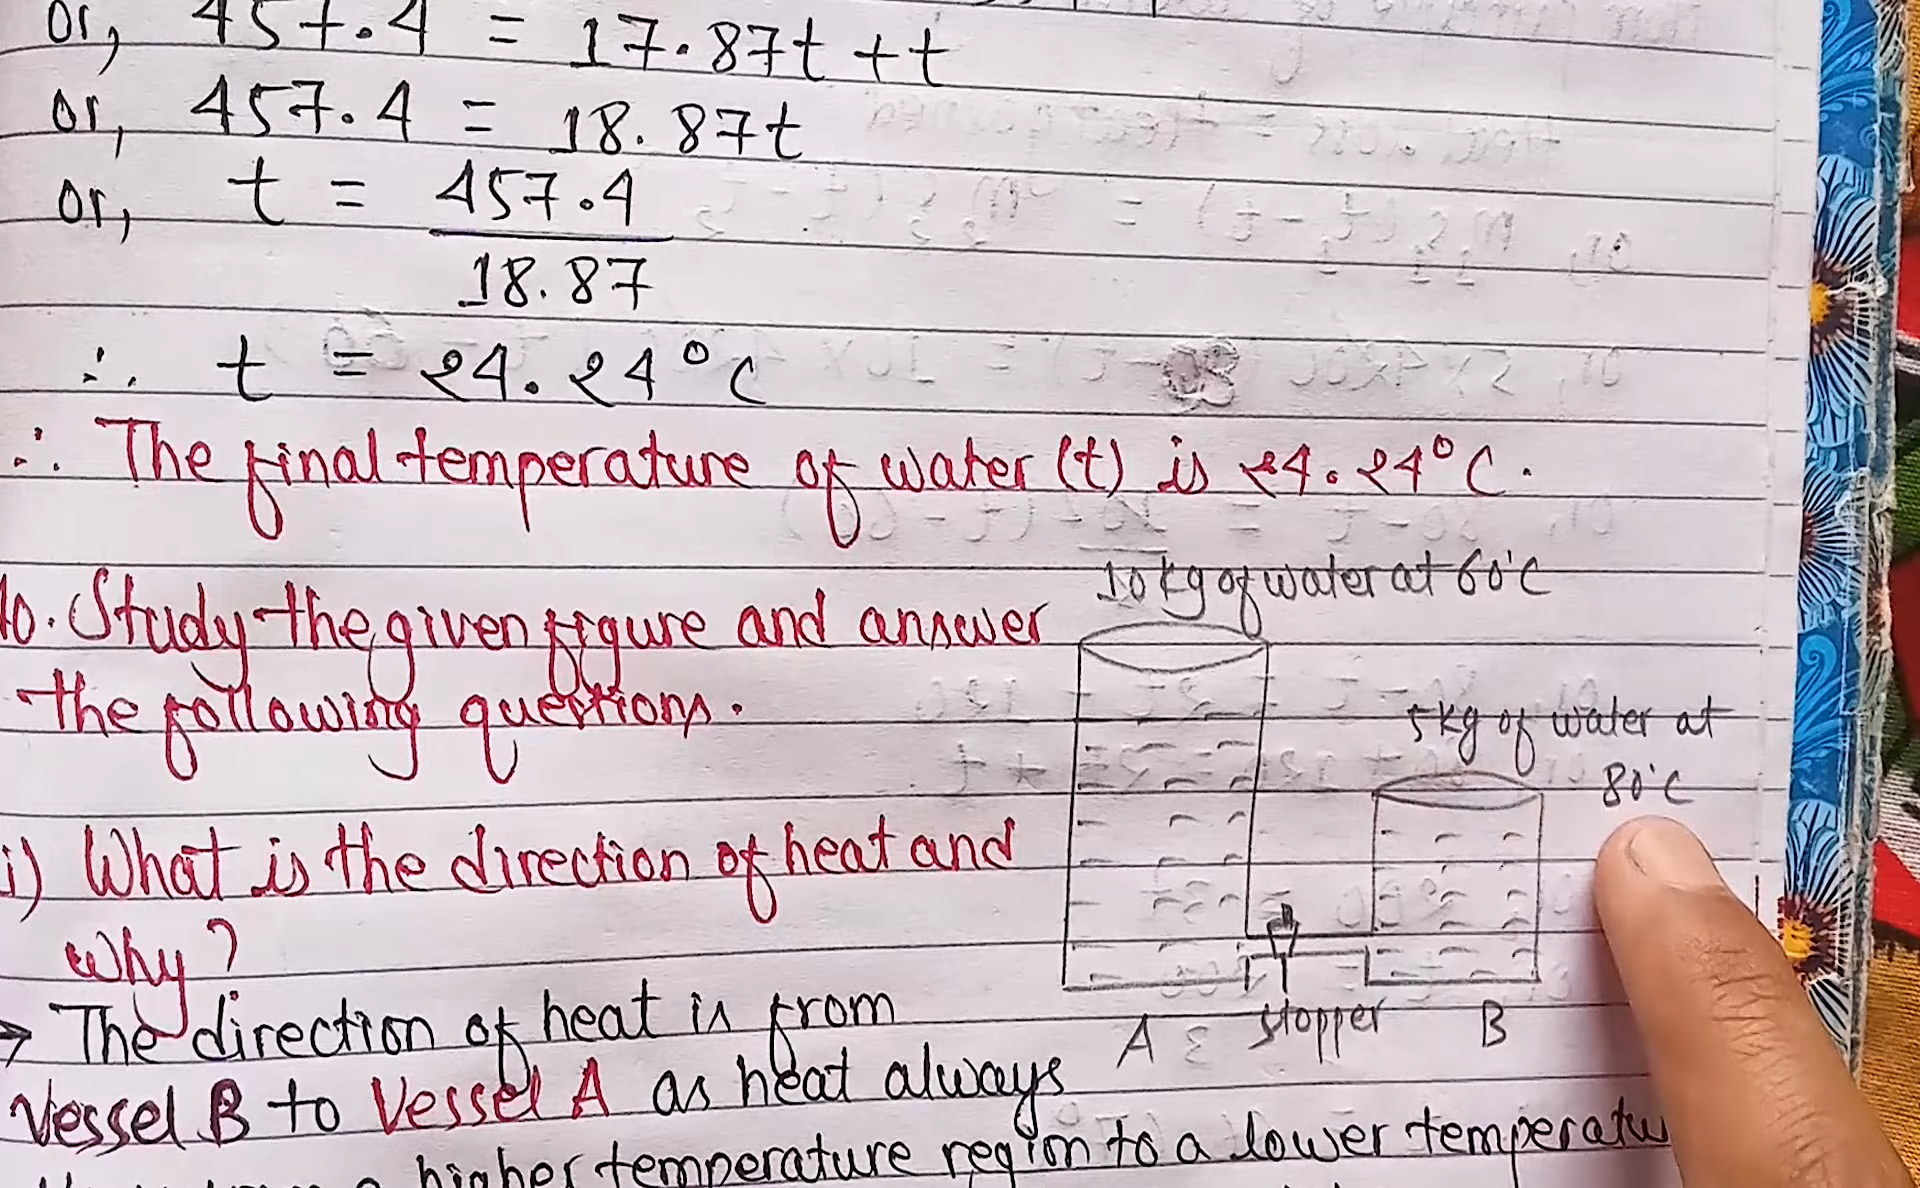 or, 457.4 = 17.87t + t
or, 457.4 = 18.87t
or, t = 457.4
18.87
∴ t = 24.24°C
∴ The final temperature of water (t) is 24.24°C.
10 kg of water at 60°C
10. Study the given figure and answer
the following questions.
5 kg of water at
80°C
i) What is the direction of heat and
why?
A stopper B
→ The direction of heat is from
Vessel B to Vessel A as heat always
a higher temperature region to a lower temperatu